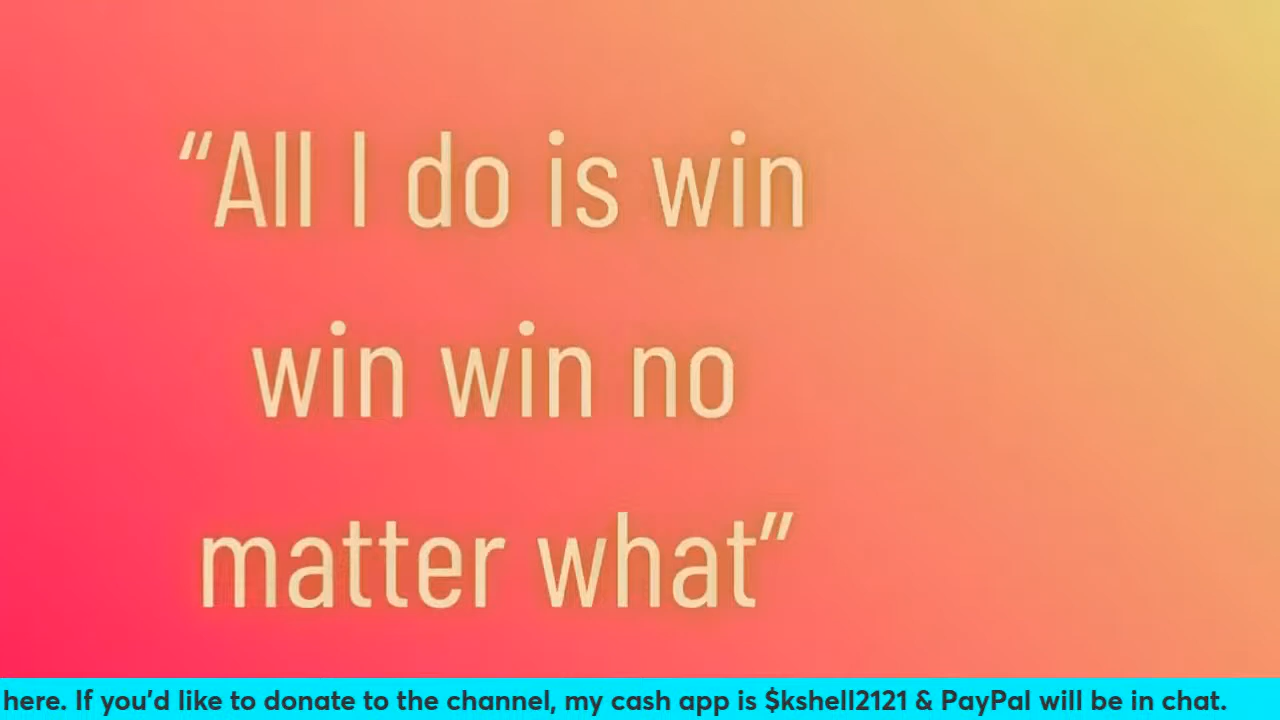 “All I do is win
win win no
matter what”
here. If you’d like to donate to the channel, my cash app is $kshell2121 & PayPal will be in chat.